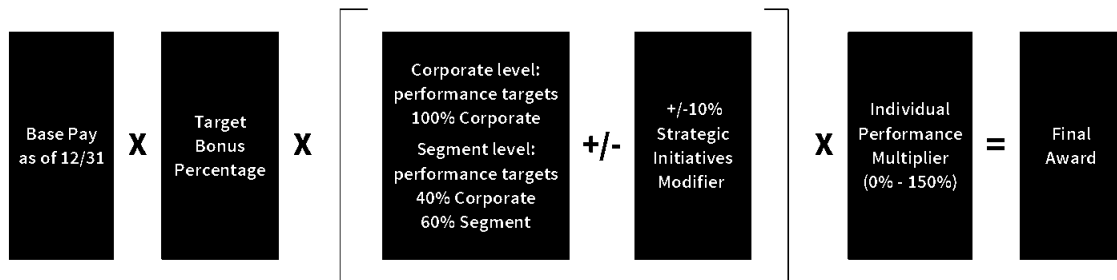 Base Pay
as of 12/31
X
Target
Bonus
Percentage
X
Corporate level:
performance targets
100% Corporate
Segment level:
performance targets
40% Corporate
60% Segment
+/-
+/-10%
Strategic
Initiatives
Modifier
X
Individual
Performance
Multiplier
(0% - 150%)
=
Final
Award